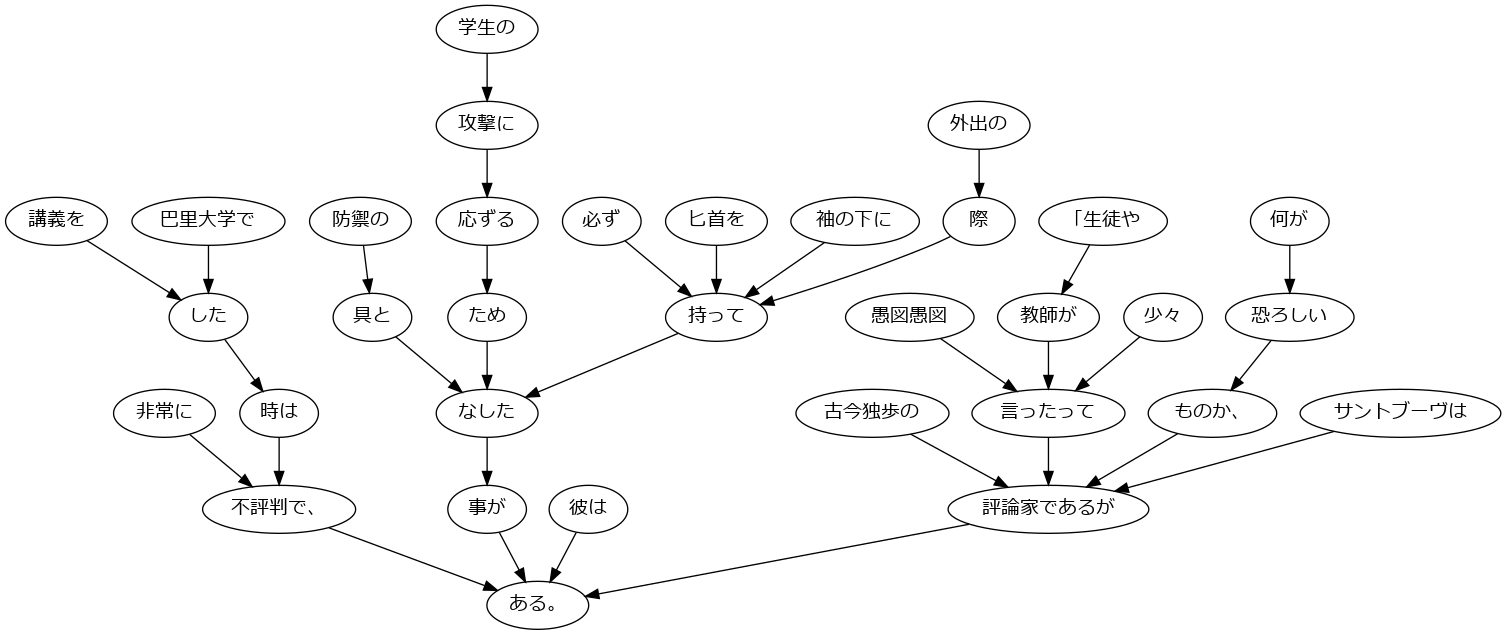 学生の
攻撃に
外出の
講義を
巴里大学で
防禦の
応ずる
必ず
匕首を
袖の下に
際
「生徒や
何が
した
具と
ため
持って
愚図愚図
教師が
少々
恐ろしい
非常に
時は
なした
古今独歩の
言ったって
ものか、
サントブーヴは
不評判で、
事が
彼は
評論家であるが
ある。